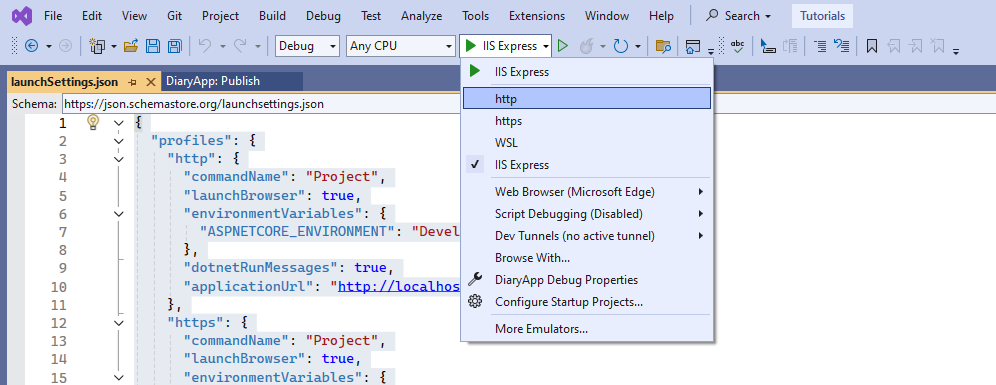 File Edit View Git Project Build Debug Test Analyze Tools Extensions Window Help Search Tutorials
Debug Any CPU IIS Express
launchSettings.json DiaryApp: Publish
Schema: https://json.schemastore.org/launchsettings.json
IIS Express
http
https
WSL
IIS Express
Web Browser (Microsoft Edge)
Script Debugging (Disabled)
Dev Tunnels (no active tunnel)
Browse With...
DiaryApp Debug Properties
Configure Startup Projects...
More Emulators...
1 {
2 "profiles": {
3 "http": {
4 "commandName": "Project",
5 "launchBrowser": true,
6 "environmentVariables": {
7 "ASPNETCORE_ENVIRONMENT": "Devel
8 },
9 "dotnetRunMessages": true,
10 "applicationUrl": "http://localhos
11 },
12 "https": {
13 "commandName": "Project",
14 "launchBrowser": true,
15 "environmentVariables": {